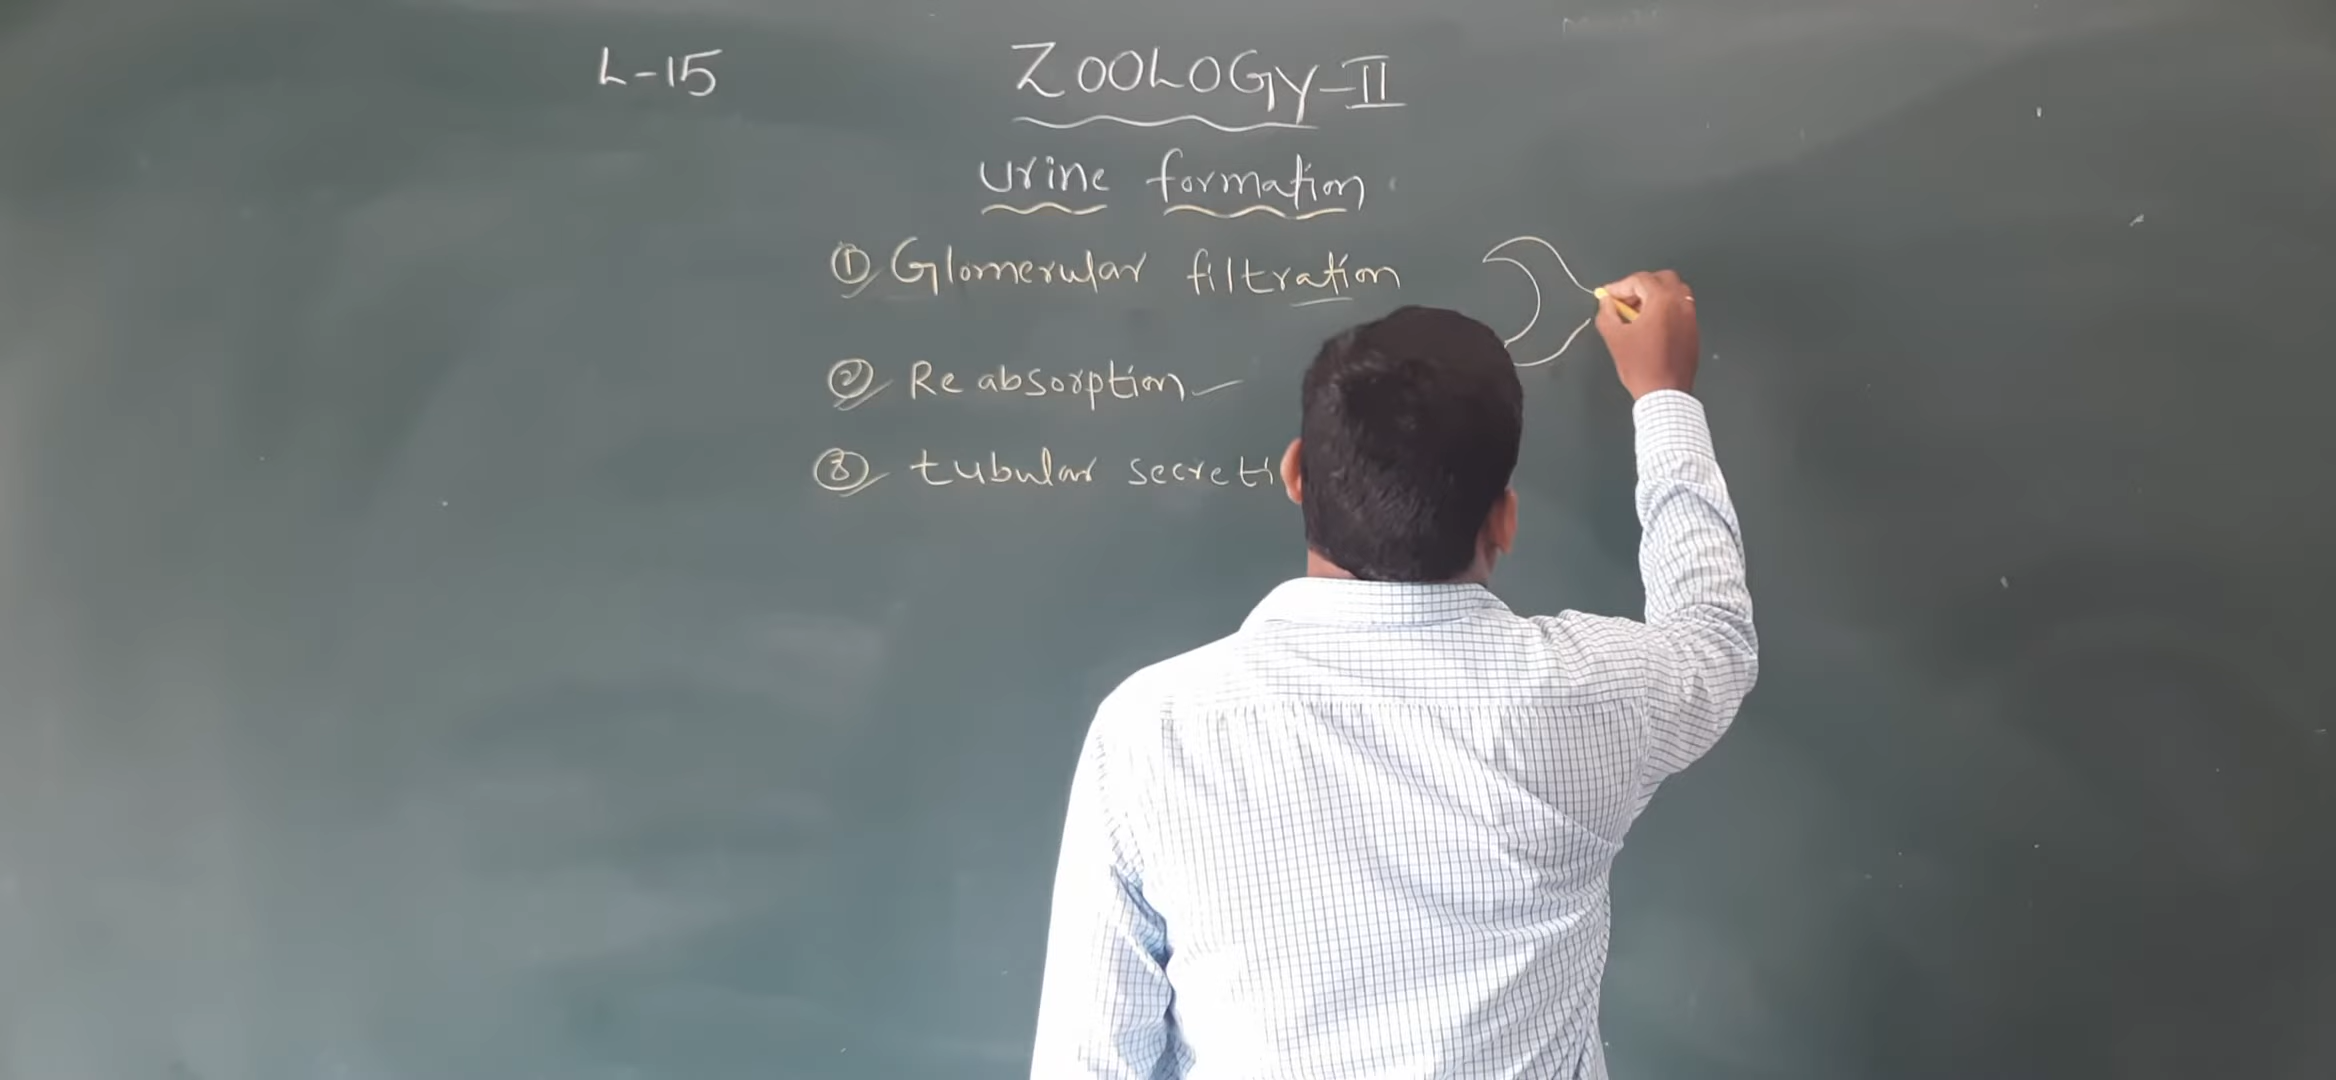 L-15
ZOOLOGY-II
Urine formation
① Glomerular filtration
② Reabsorption
③ tubular secreti